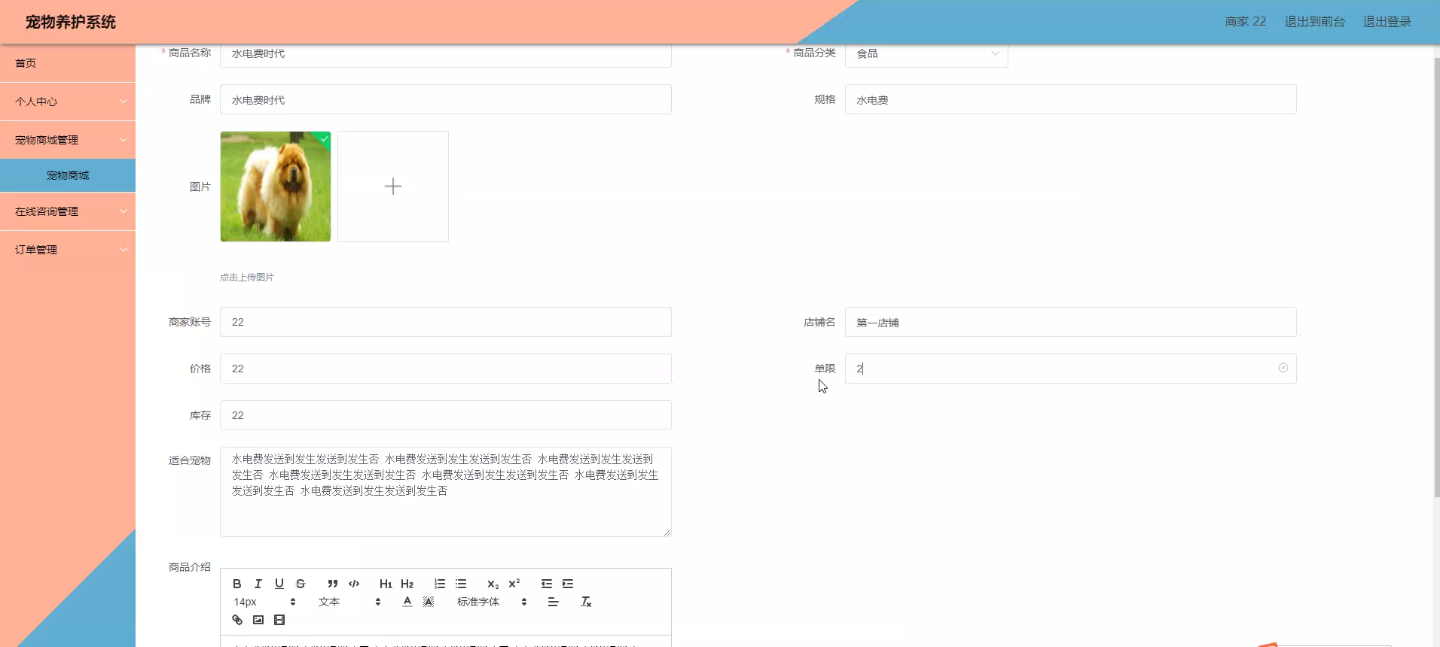 宠物养护系统
商家 22 退出到前台 退出登录
首页
个人中心
宠物商城管理
宠物商城
在线咨询管理
订单管理
* 商品名称 水电费时代
* 商品分类 食品
品牌 水电费时代
规格 水电费
图片
点击上传图片
商家账号 22
店铺名 第一店铺
价格 22
单限 2
库存 22
适合宠物
水电费发送到发生发送到发生否 水电费发送到发生发送到发生否 水电费发送到发生发送到
发生否 水电费发送到发生发送到发生否 水电费发送到发生发送到发生否 水电费发送到发生
发送到发生否 水电费发送到发生发送到发生否
商品介绍
B I U S H1 H2 X₂ X²
14px 文本 A A 标准字体